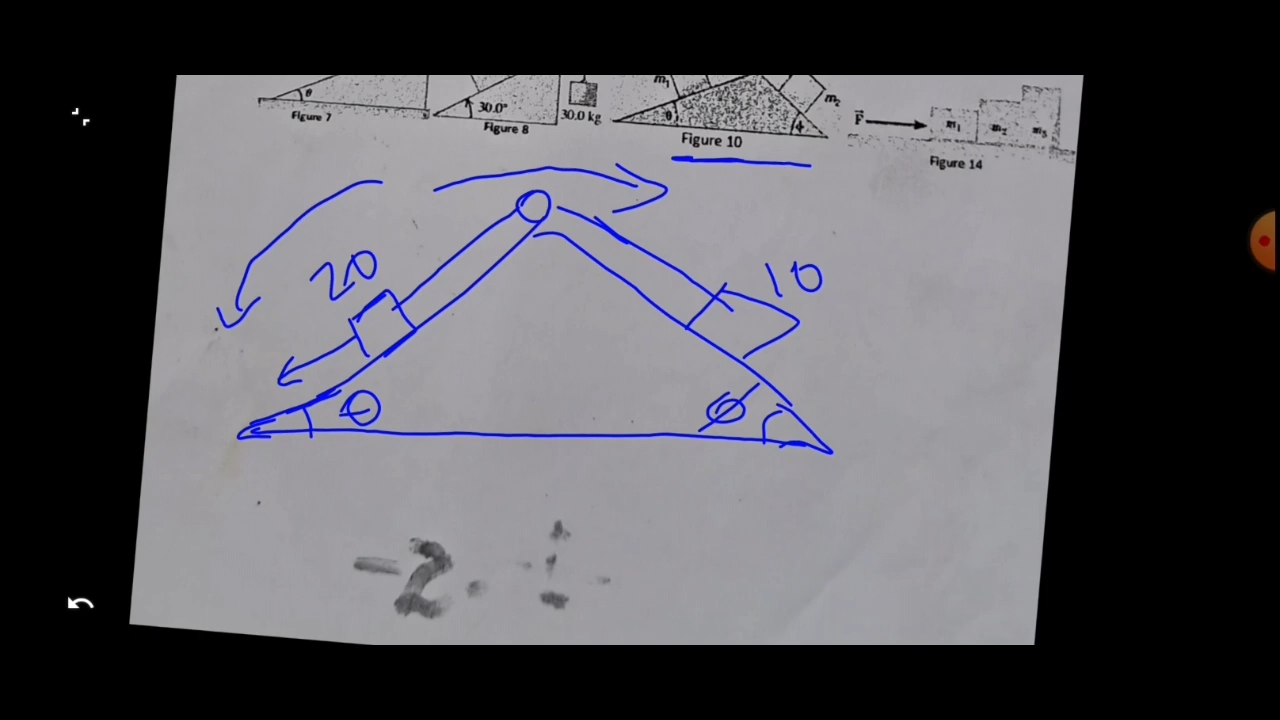 m₁
m₂
θ
Figure 7
30.0°
Figure 8
30.0 kg
θ
ϕ
Figure 10
F⃗
m₁
m₂
m₃
Figure 14
20
10
θ
ϕ
-2.